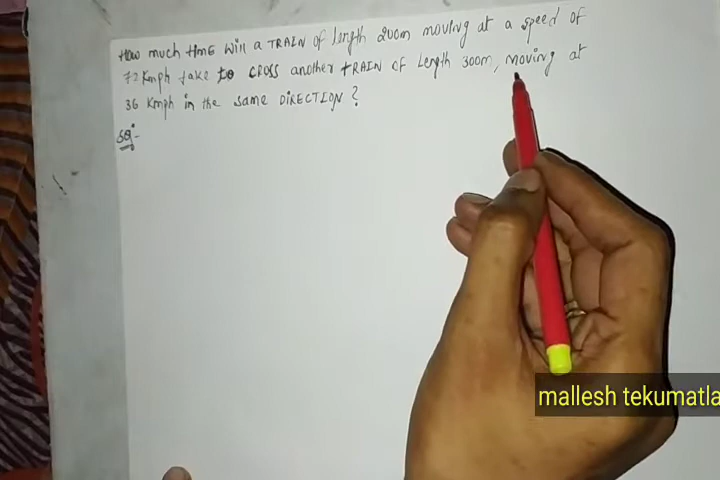 How much time will a TRAIN of length 200m moving at a speed of
72 Kmph take to CROSS another tRAIN of Length 300m, moving at
36 Kmph in the same DIRECTION ?
Sol:-
mallesh tekumatla